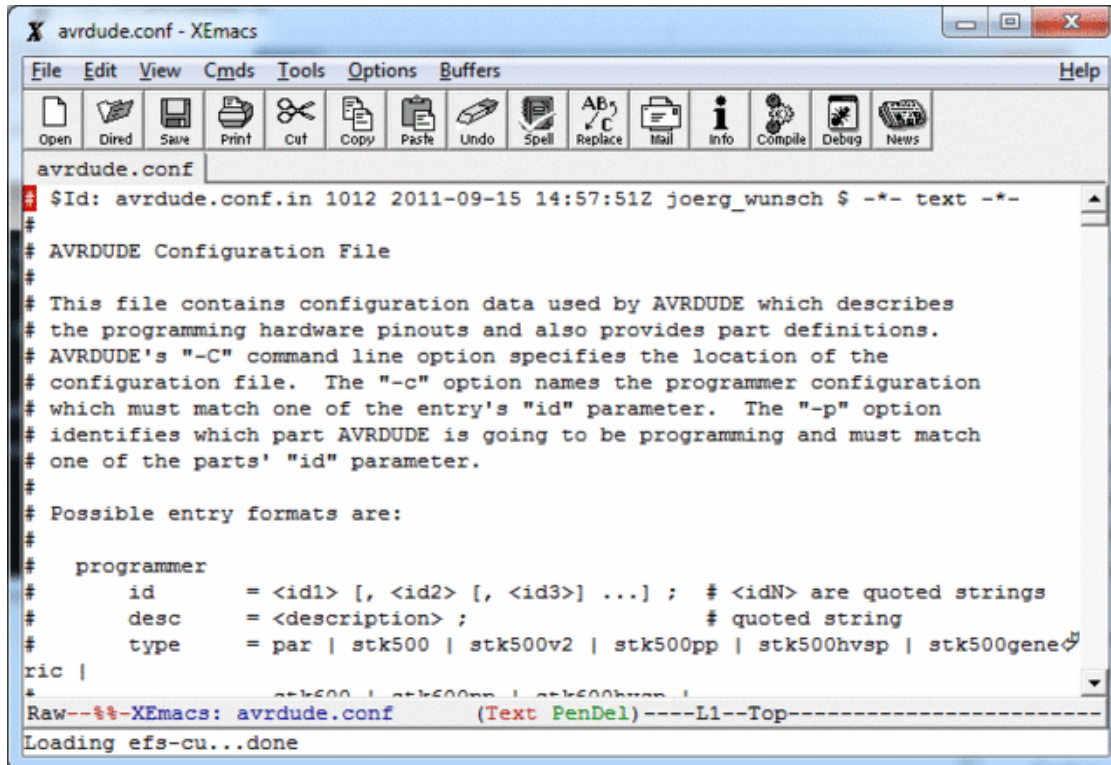 X avrdude.conf - XEmacs
File Edit View Cmds Tools Options Buffers Help
Open Dired Save Print Cut Copy Paste Undo Spell Replace Mail Info Compile Debug News
avrdude.conf
# $Id: avrdude.conf.in 1012 2011-09-15 14:57:51Z joerg_wunsch $ -*- text -*-
#
# AVRDUDE Configuration File
#
# This file contains configuration data used by AVRDUDE which describes
# the programming hardware pinouts and also provides part definitions.
# AVRDUDE's "-C" command line option specifies the location of the
# configuration file.  The "-c" option names the programmer configuration
# which must match one of the entry's "id" parameter.  The "-p" option
# identifies which part AVRDUDE is going to be programming and must match
# one of the parts' "id" parameter.
#
# Possible entry formats are:
#
#   programmer
#       id       = <id1> [, <id2> [, <id3>] ...] ;  # <idN> are quoted strings
#       desc     = <description> ;                  # quoted string
#       type     = par | stk500 | stk500v2 | stk500pp | stk500hvsp | stk500gene
ric |
#                  stk600 | stk600pp | stk600hvsp |
Raw--%%-XEmacs: avrdude.conf      (Text PenDel)----L1--Top------------------------
Loading efs-cu...done